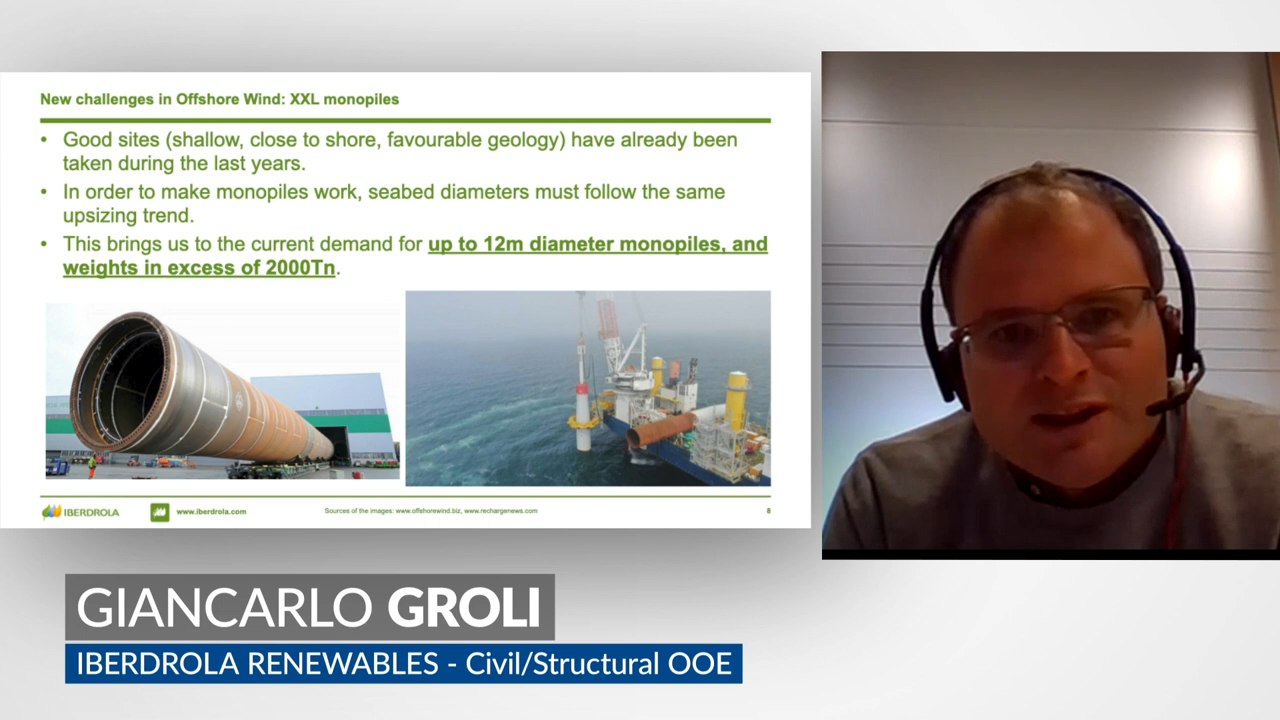 New challenges in Offshore Wind: XXL monopiles
• Good sites (shallow, close to shore, favourable geology) have already been
taken during the last years.
• In order to make monopiles work, seabed diameters must follow the same
upsizing trend.
• This brings us to the current demand for up to 12m diameter monopiles, and
weights in excess of 2000Tn.
IBERDROLA
www.iberdrola.com
Sources of the images: www.offshorewind.biz, www.rechargenews.com
8
GIANCARLO GROLI
IBERDROLA RENEWABLES - Civil/Structural OOE